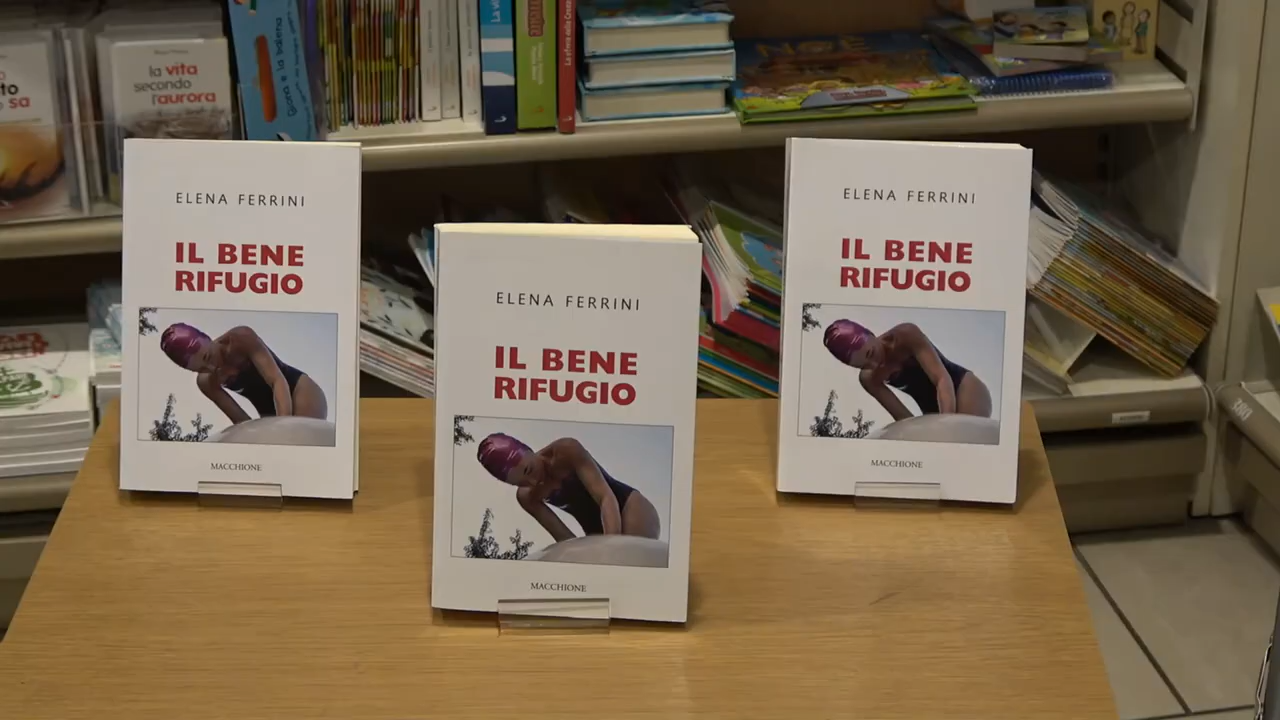 la vita
secondo
l'aurora
NOÈ
ELENA FERRINI
IL BENE
RIFUGIO
MACCHIONE
ELENA FERRINI
IL BENE
RIFUGIO
MACCHIONE
ELENA FERRINI
IL BENE
RIFUGIO
MACCHIONE